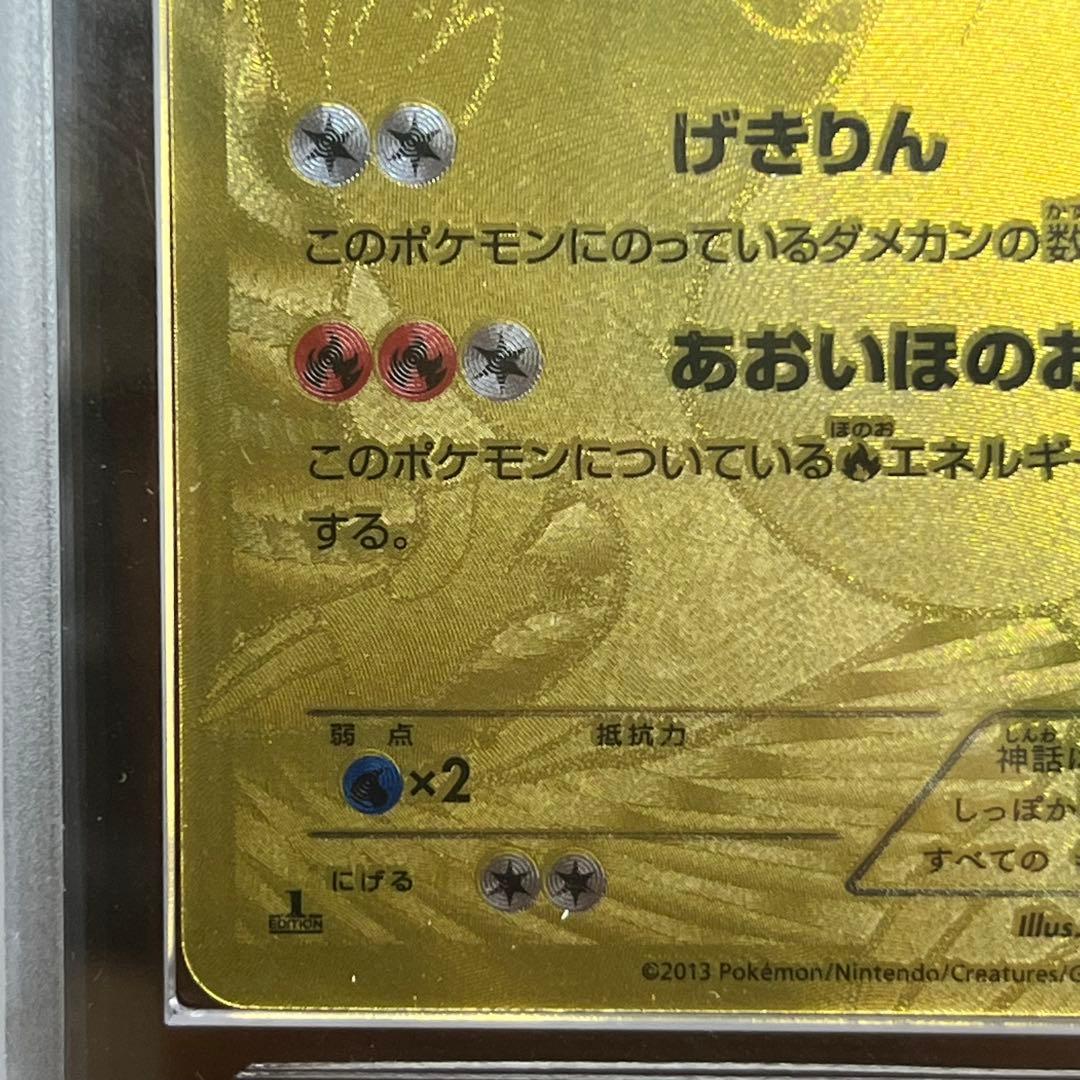 げきりん
かず
このポケモンにのっているダメカンの数
あおいほのお
ほのお
このポケモンについているエネルギー
する。
弱点
抵抗力
×2
しんわ
神話に
しっぽか
すべての
にげる
1
EDITION
Illus.
©2013 Pokémon/Nintendo/Creatures/G